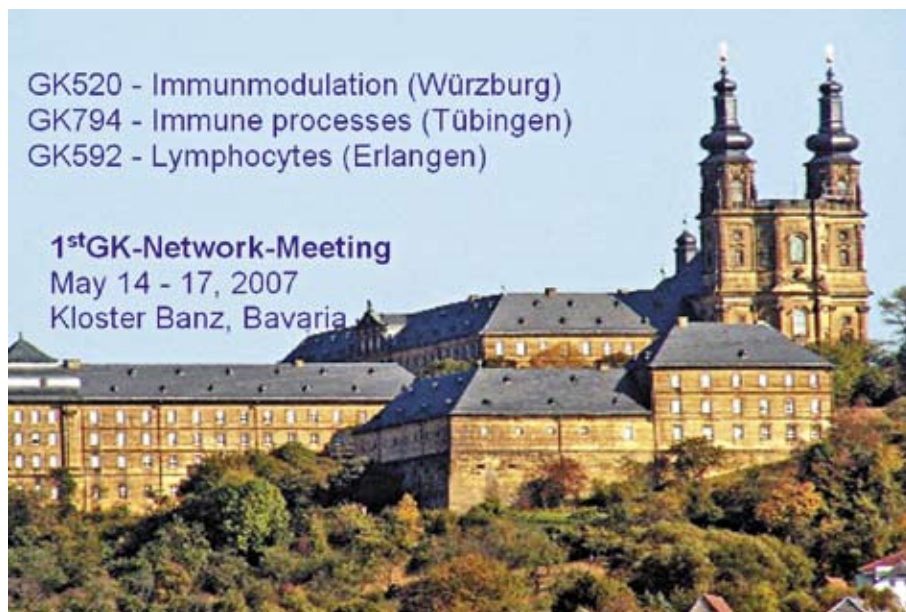 GK520 - Immunmodulation (Würzburg)
GK794 - Immune processes (Tübingen)
GK592 - Lymphocytes (Erlangen)
1stGK-Network-Meeting
May 14 - 17, 2007
Kloster Banz, Bavaria